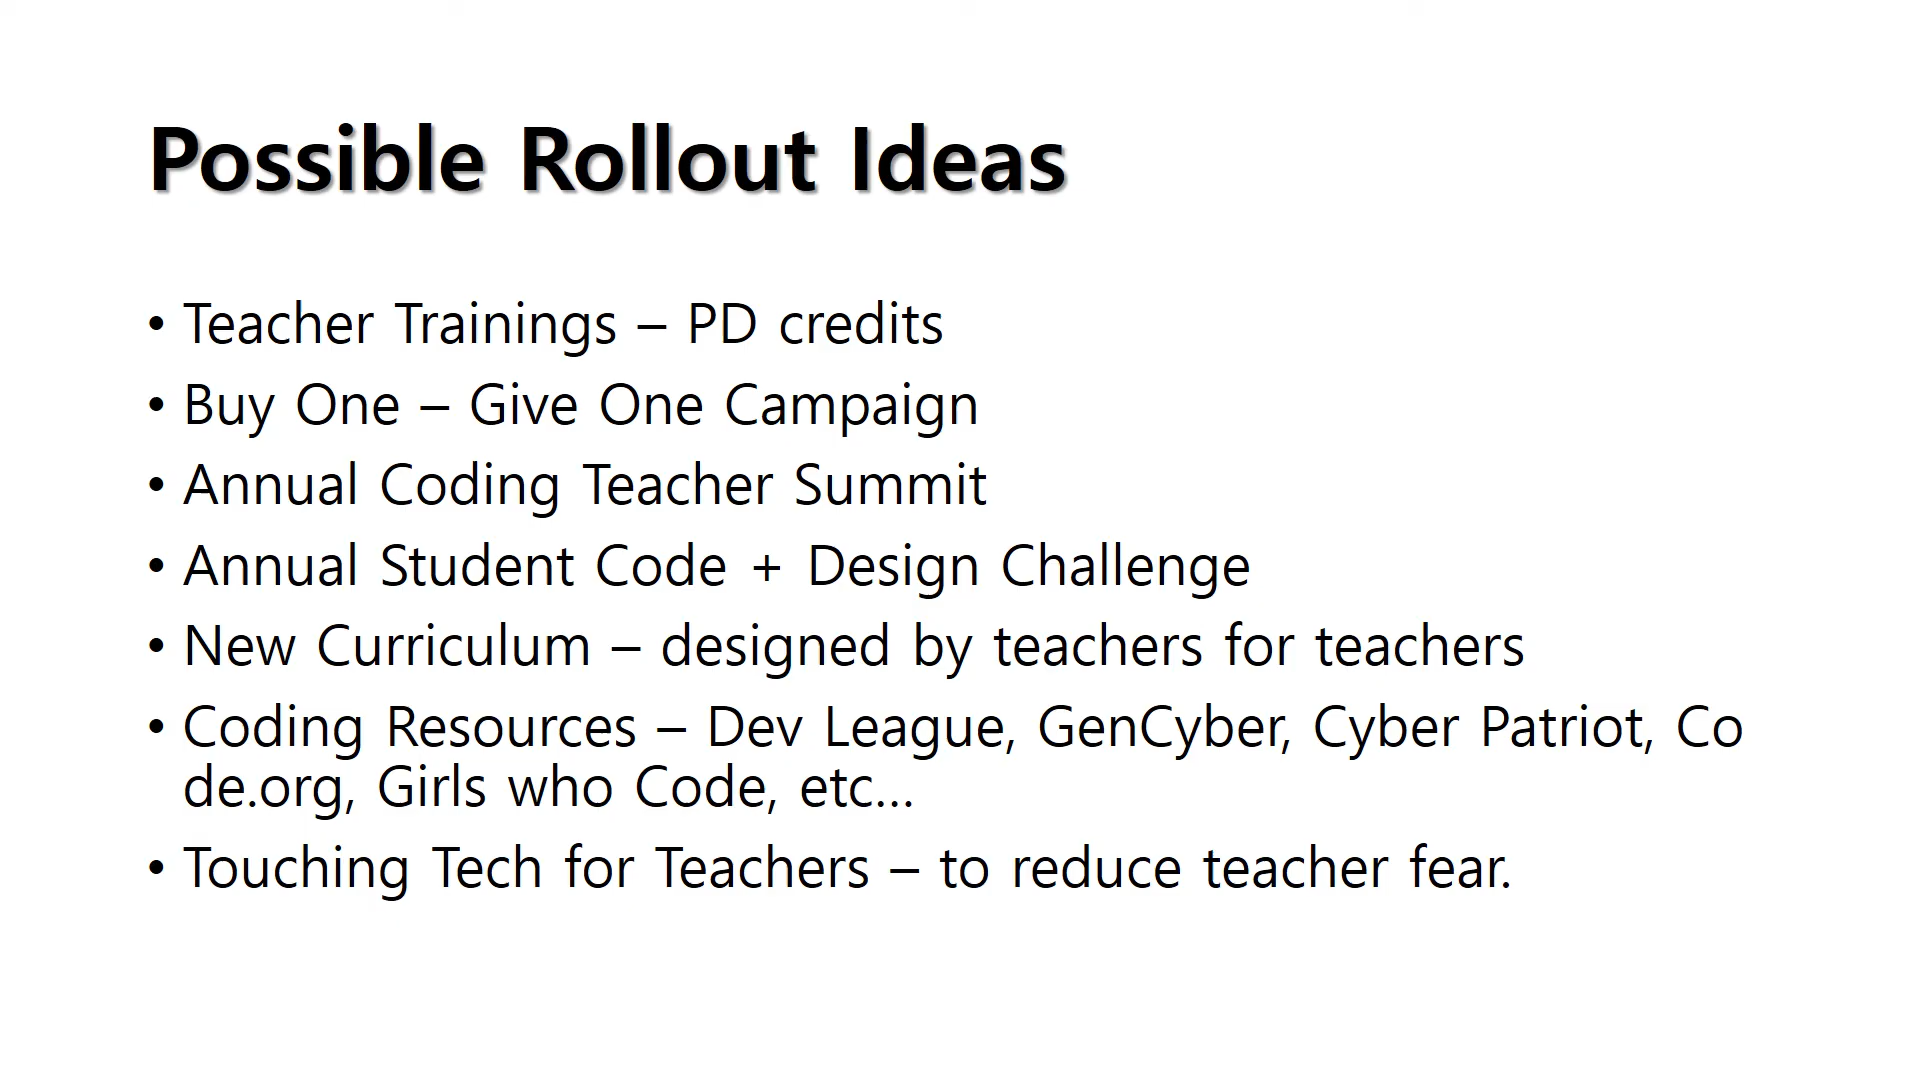 Possible Rollout Ideas
• Teacher Trainings – PD credits
• Buy One – Give One Campaign
• Annual Coding Teacher Summit
• Annual Student Code + Design Challenge
• New Curriculum – designed by teachers for teachers
• Coding Resources – Dev League, GenCyber, Cyber Patriot, Co
de.org, Girls who Code, etc...
• Touching Tech for Teachers – to reduce teacher fear.